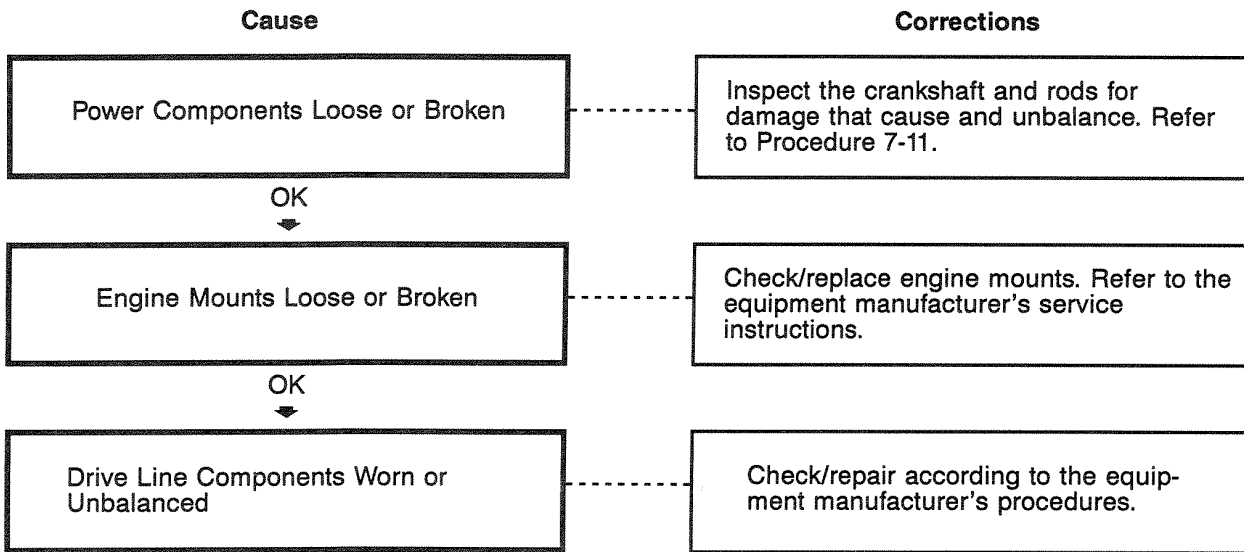 Cause
Corrections
Power Components Loose or Broken
Inspect the crankshaft and rods for
damage that cause and unbalance. Refer
to Procedure 7-11.
OK
Engine Mounts Loose or Broken
Check/replace engine mounts. Refer to the
equipment manufacturer's service
instructions.
OK
Drive Line Components Worn or
Unbalanced
Check/repair according to the equip-
ment manufacturer's procedures.